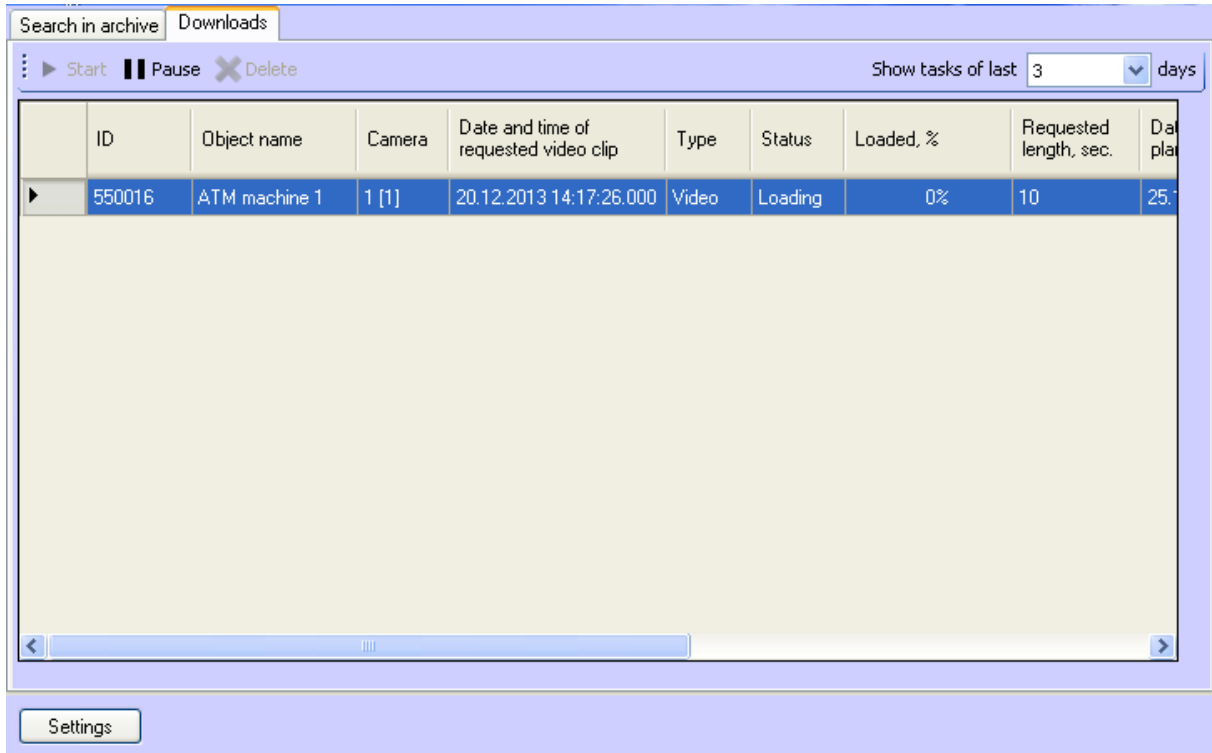 Search in archive Downloads
Start Pause Delete Show tasks of last 3 days
ID Object name Camera Date and time of requested video clip Type Status Loaded, % Requested length, sec.
550016 ATM machine 1 1 [1] 20.12.2013 14:17:26.000 Video Loading 0% 10 25.
Settings